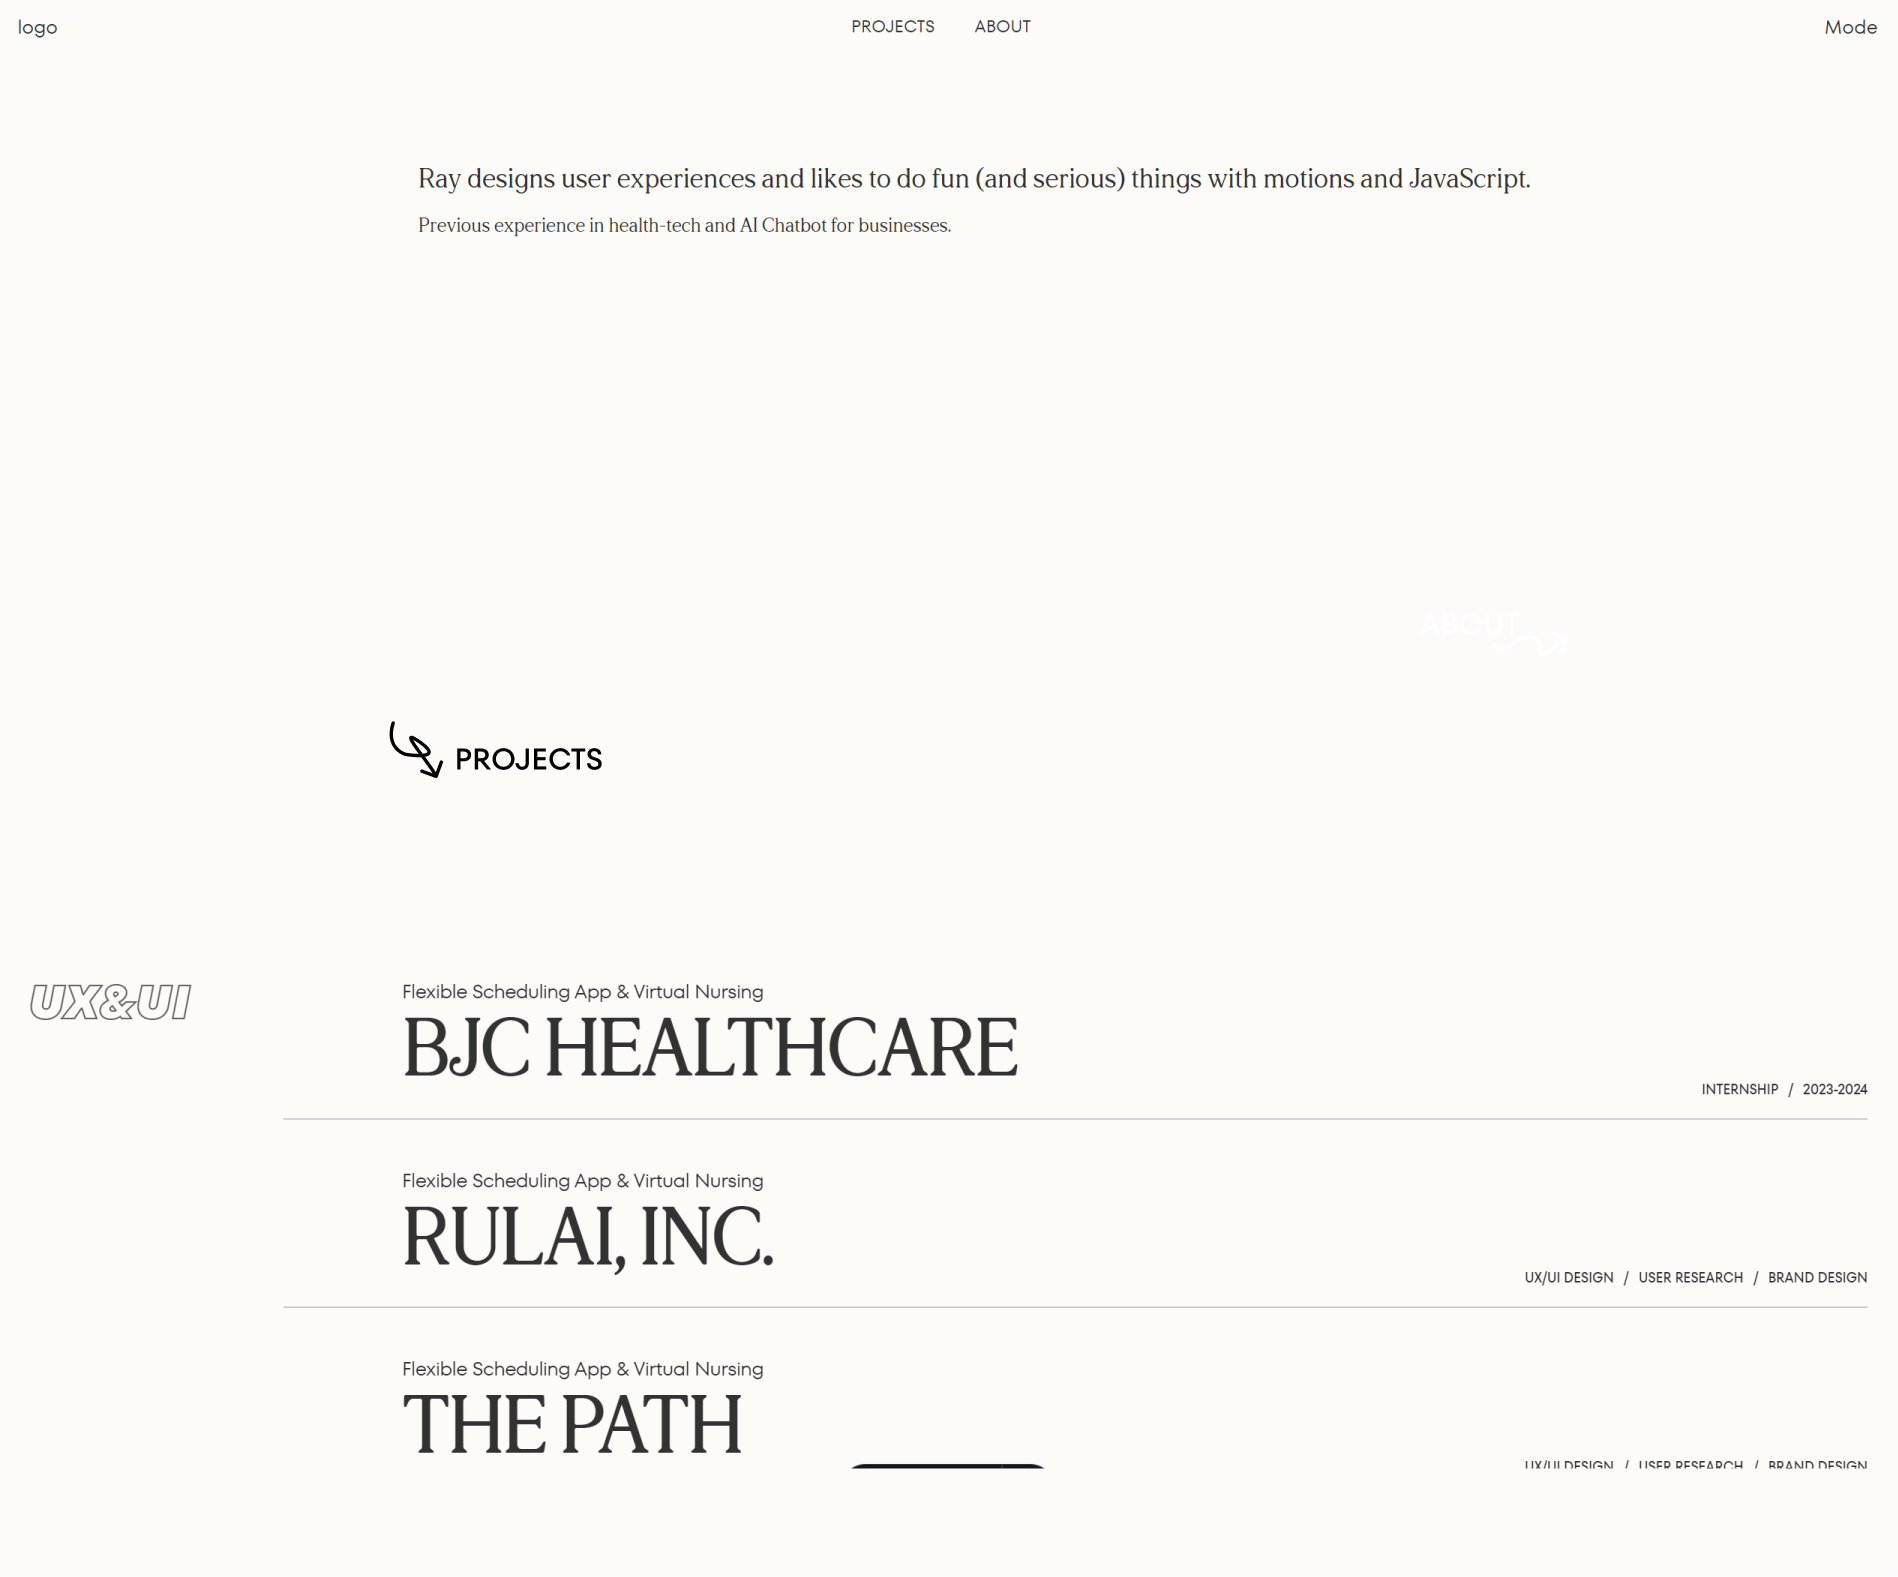 logo
PROJECTS ABOUT
Mode
Ray designs user experiences and likes to do fun (and serious) things with motions and JavaScript.
Previous experience in health-tech and AI Chatbot for businesses.
ABOUT
PROJECTS
UX&UI
Flexible Scheduling App & Virtual Nursing
BJC HEALTHCARE
INTERNSHIP / 2023-2024
Flexible Scheduling App & Virtual Nursing
RULAI, INC.
UX/UI DESIGN / USER RESEARCH / BRAND DESIGN
Flexible Scheduling App & Virtual Nursing
THE PATH
UX/UI DESIGN / USER RESEARCH / BRAND DESIGN